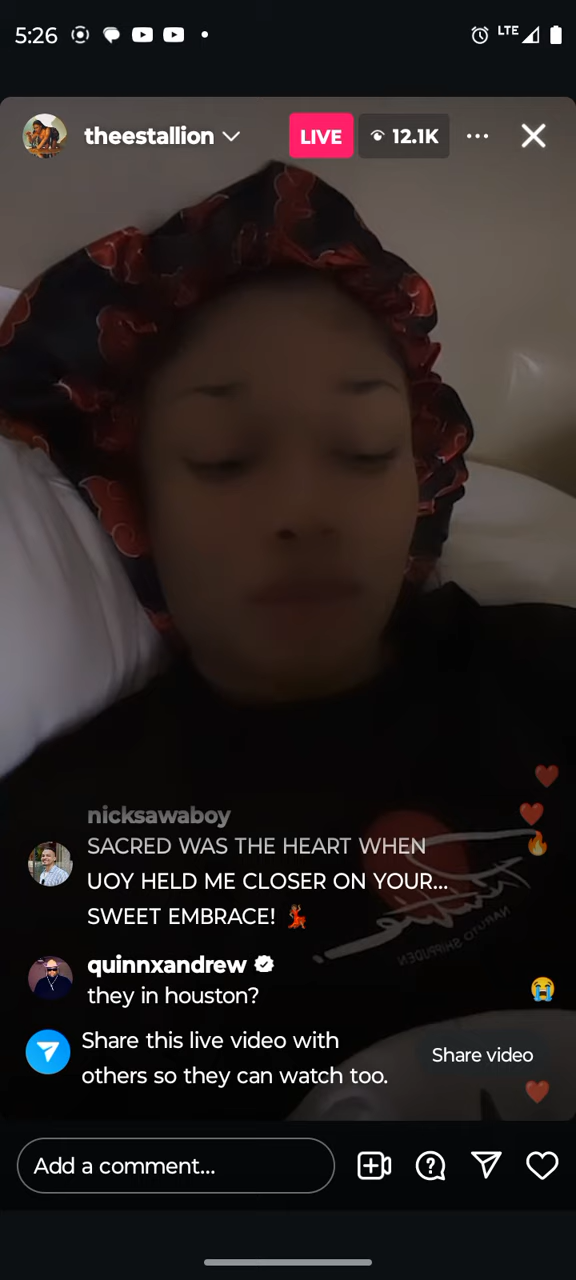 5:26
LTE
theestallion
LIVE
12.1K
nicksawaboy
SACRED WAS THE HEART WHEN
UOY HELD ME CLOSER ON YOUR...
SWEET EMBRACE! 💃
NARUTO SHIPPUDEN
quinnxandrew
they in houston?
Share this live video with
others so they can watch too.
Share video
Add a comment...